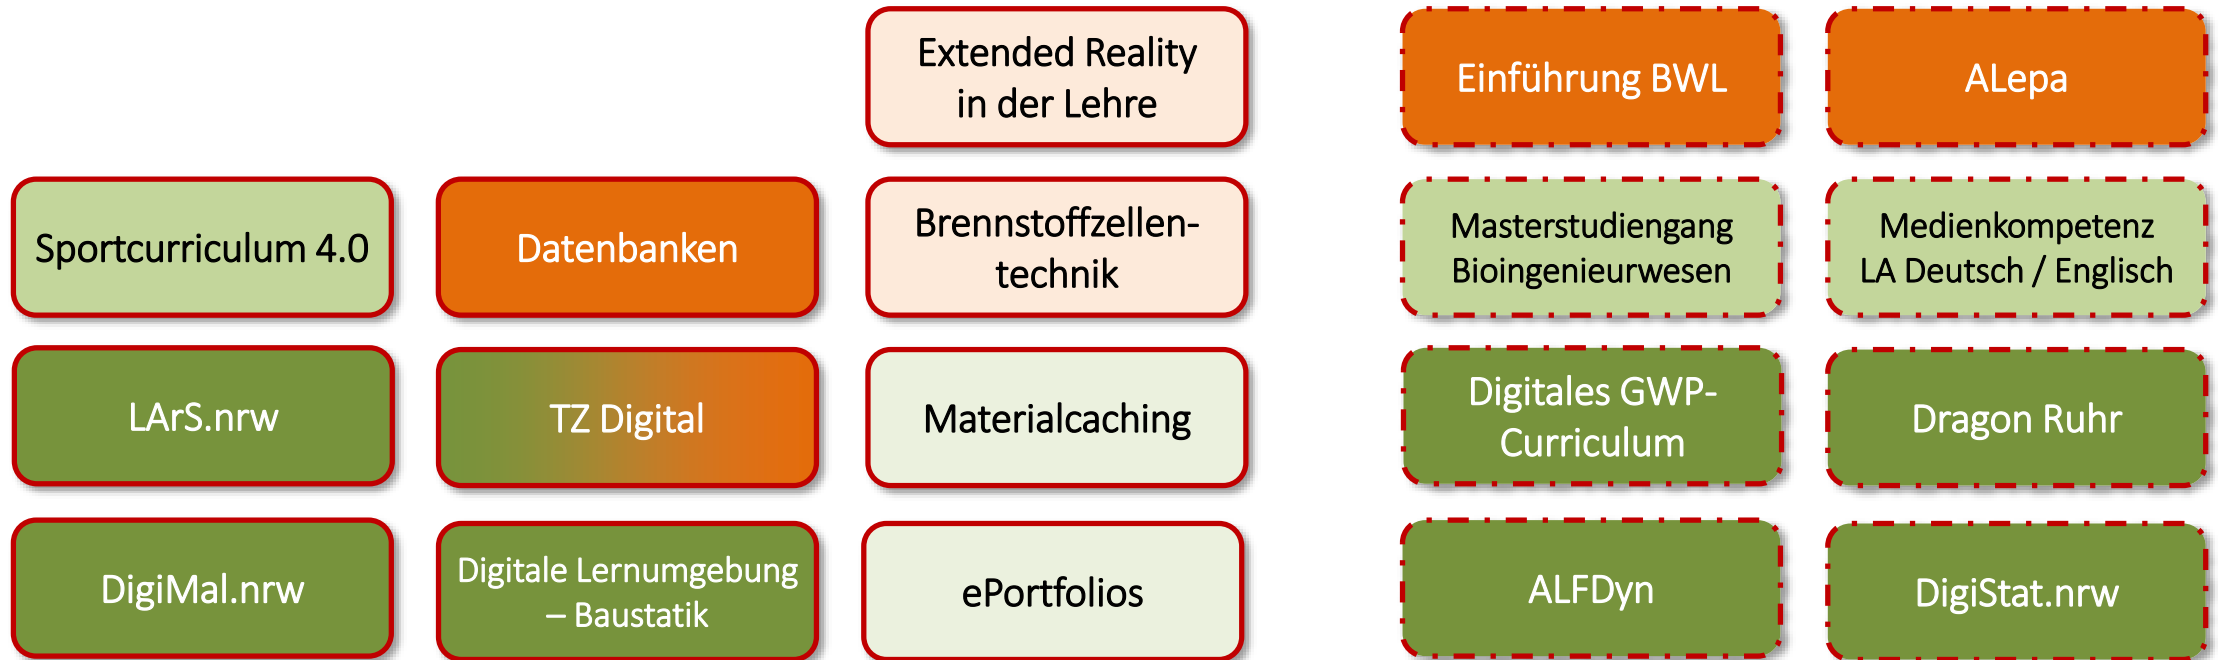 Extended Reality
in der Lehre
Einführung BWL
ALepa
Sportcurriculum 4.0
Datenbanken
Brennstoffzellen-
technik
Masterstudiengang
Bioingenieurwesen
Medienkompetenz
LA Deutsch / Englisch
LArS.nrw
TZ Digital
Materialcaching
Digitales GWP-
Curriculum
Dragon Ruhr
DigiMal.nrw
Digitale Lernumgebung
– Baustatik
ePortfolios
ALFDyn
DigiStat.nrw